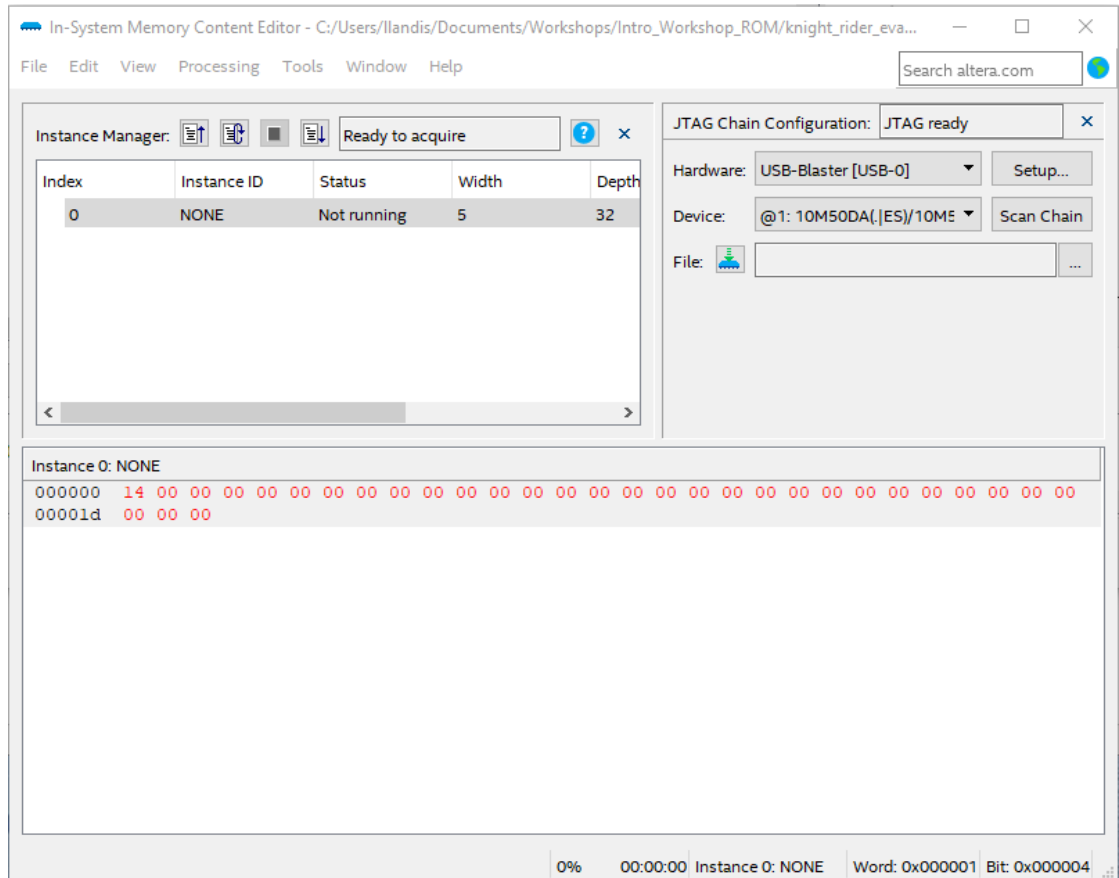 In-System Memory Content Editor - C:/Users/llandis/Documents/Workshops/Intro_Workshop_ROM/knight_rider_eva...
File Edit View Processing Tools Window Help
Search altera.com
Instance Manager: Ready to acquire
Index Instance ID Status Width Depth
0 NONE Not running 5 32
JTAG Chain Configuration: JTAG ready
Hardware: USB-Blaster [USB-0] Setup...
Device: @1: 10M50DA(.|ES)/10M5 Scan Chain
File: ...
Instance 0: NONE
000000 14 00 00 00 00 00 00 00 00 00 00 00 00 00 00 00 00 00 00 00 00 00 00 00 00 00 00 00 00
00001d 00 00 00
0% 00:00:00 Instance 0: NONE Word: 0x000001 Bit: 0x000004